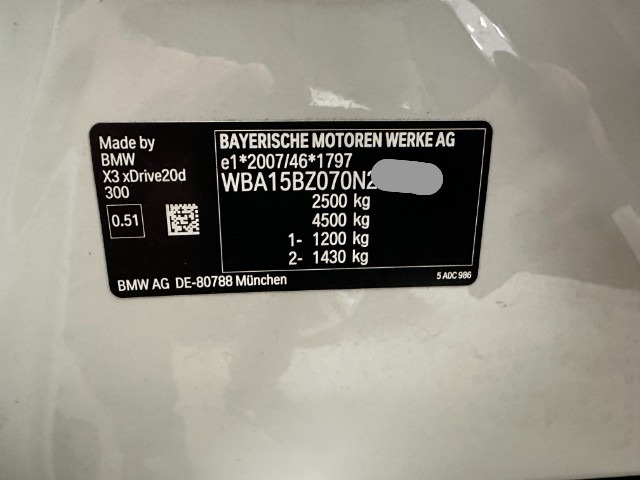 Made by
BMW
X3 xDrive20d
300
0.51
BAYERISCHE MOTOREN WERKE AG
e1*2007/46*1797
WBA15BZ070N2
2500 kg
4500 kg
1- 1200 kg
2- 1430 kg
BMW AG DE-80788 München
5 A0C 986